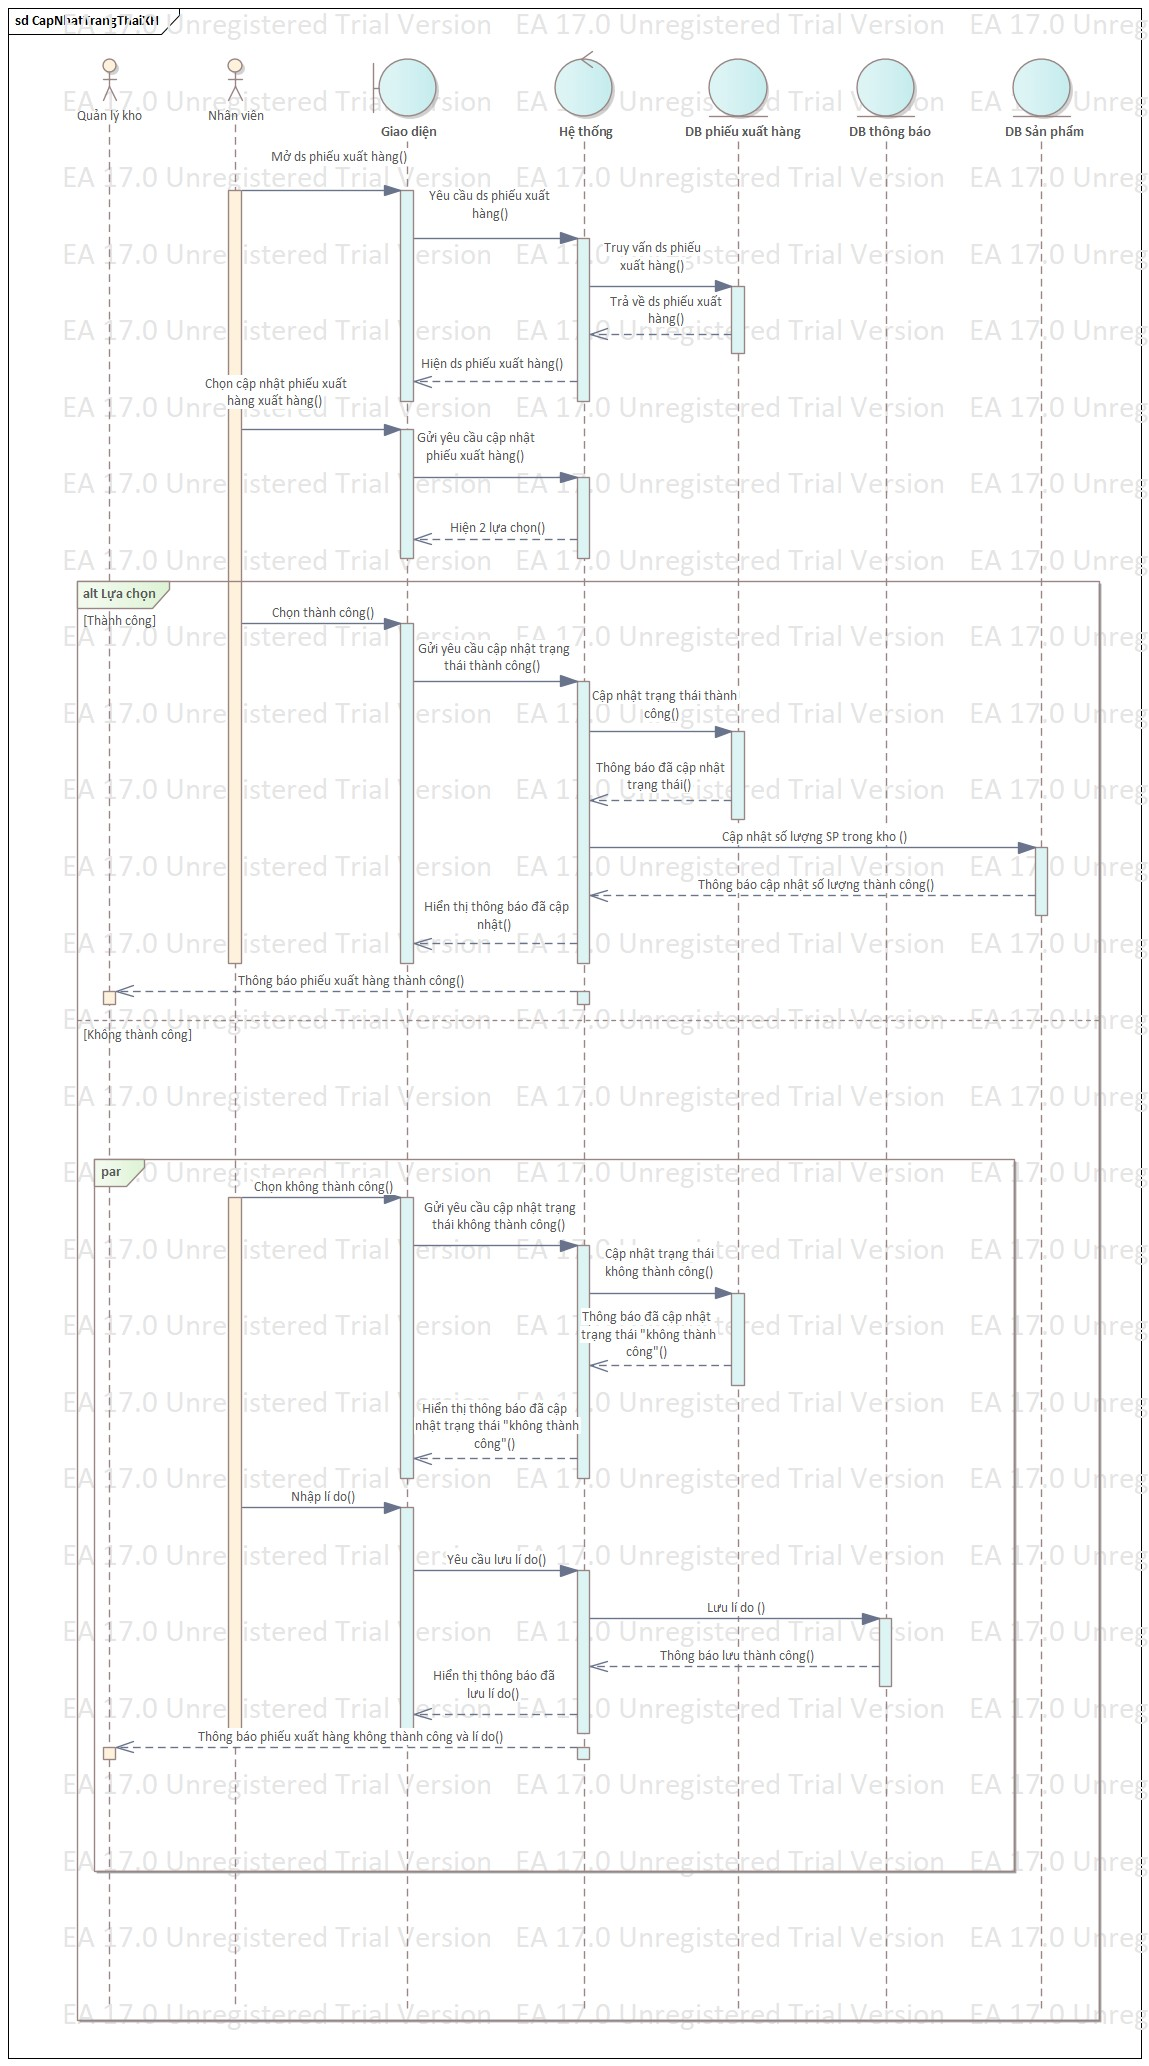 sd CapNhatTrangThaiXH
Quản lý kho
Nhân viên
Giao diện
Hệ thống
DB phiếu xuất hàng
DB thông báo
DB Sản phẩm
Mở ds phiếu xuất hàng()
Yêu cầu ds phiếu xuất
hàng()
Truy vấn ds phiếu
xuất hàng()
Trả về ds phiếu xuất
hàng()
Hiện ds phiếu xuất hàng()
Chọn cập nhật phiếu xuất
hàng xuất hàng()
Gửi yêu cầu cập nhật
phiếu xuất hàng()
Hiện 2 lựa chọn()
alt Lựa chọn
[Thành công]
Chọn thành công()
Gửi yêu cầu cập nhật trạng
thái thành công()
Cập nhật trạng thái thành
công()
Thông báo đã cập nhật
trạng thái()
Cập nhật số lượng SP trong kho ()
Thông báo cập nhật số lượng thành công()
Hiển thị thông báo đã cập
nhật()
Thông báo phiếu xuất hàng thành công()
[Không thành công]
par
Chọn không thành công()
Gửi yêu cầu cập nhật trạng
thái không thành công()
Cập nhật trạng thái
không thành công()
Thông báo đã cập nhật
trạng thái "không thành
công"()
Hiển thị thông báo đã cập
nhật trạng thái "không thành
công"()
Nhập lí do()
Yêu cầu lưu lí do()
Lưu lí do ()
Thông báo lưu thành công()
Hiển thị thông báo đã
lưu lí do()
Thông báo phiếu xuất hàng không thành công và lí do()
EA 17.0 Unregistered Trial Version